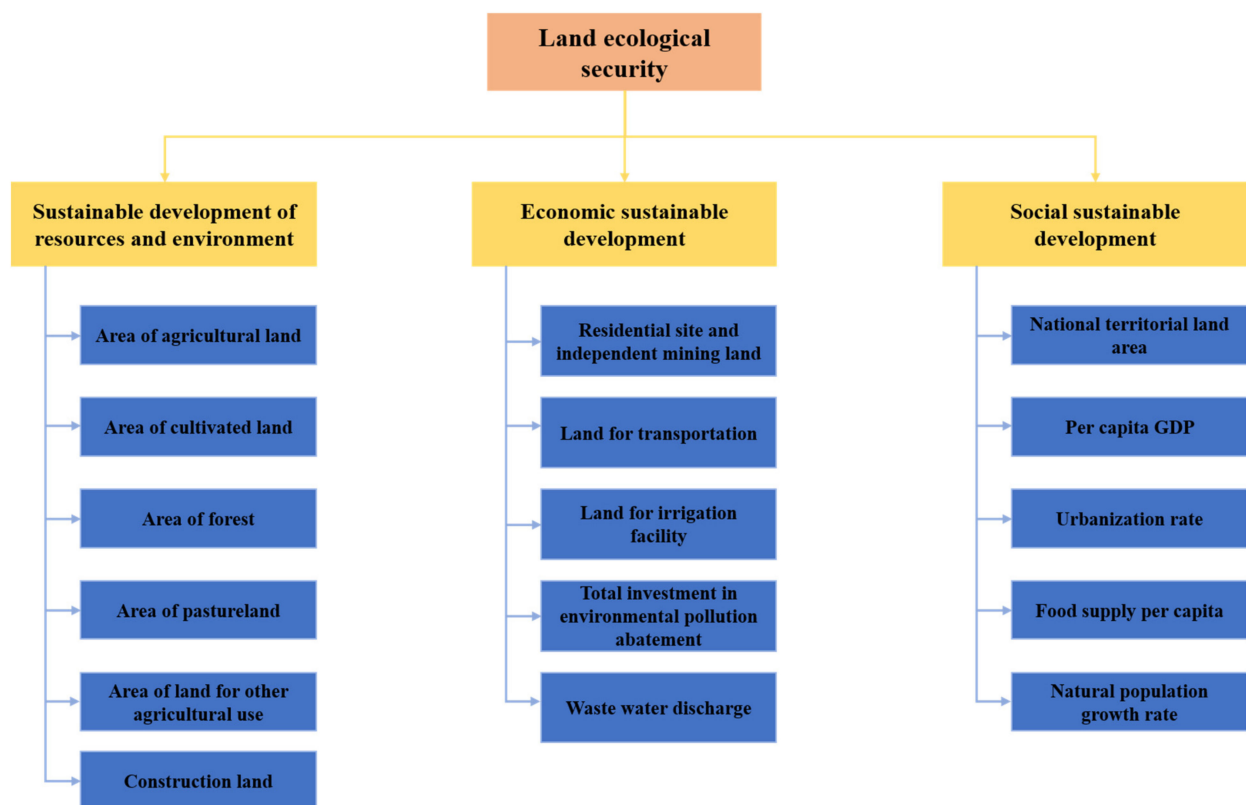 Land ecological
security
Sustainable development of
resources and environment
Economic sustainable
development
Social sustainable
development
Area of agricultural land
Area of cultivated land
Area of forest
Area of pastureland
Area of land for other
agricultural use
Construction land
Residential site and
independent mining land
Land for transportation
Land for irrigation
facility
Total investment in
environmental pollution
abatement
Waste water discharge
National territorial land
area
Per capita GDP
Urbanization rate
Food supply per capita
Natural population
growth rate